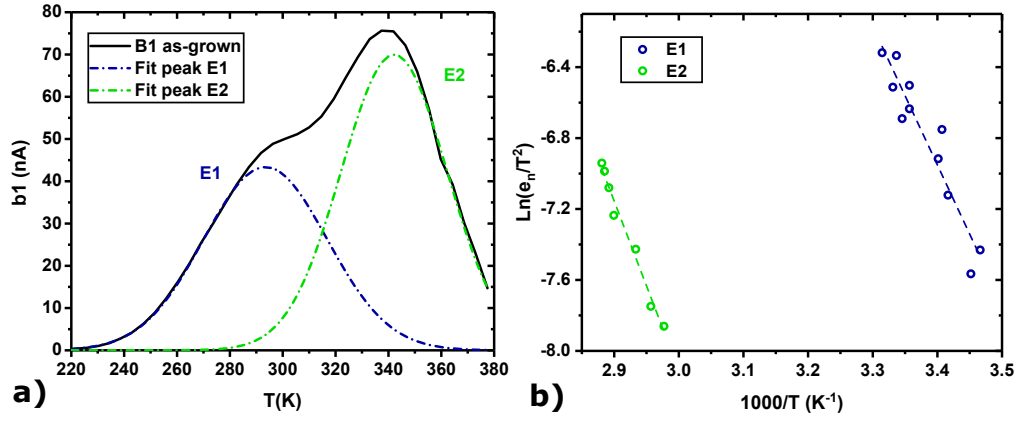 80
70
60
50
40
30
20
10
0
b1 (nA)
B1 as-grown
Fit peak E1
Fit peak E2
E1
E2
220 240 260 280 300 320 340 360 380
T(K)
a)
-6.4
-6.8
-7.2
-7.6
-8.0
Ln(eₙ/T²)
E1
E2
2.9 3.0 3.1 3.2 3.3 3.4 3.5
1000/T (K⁻¹)
b)